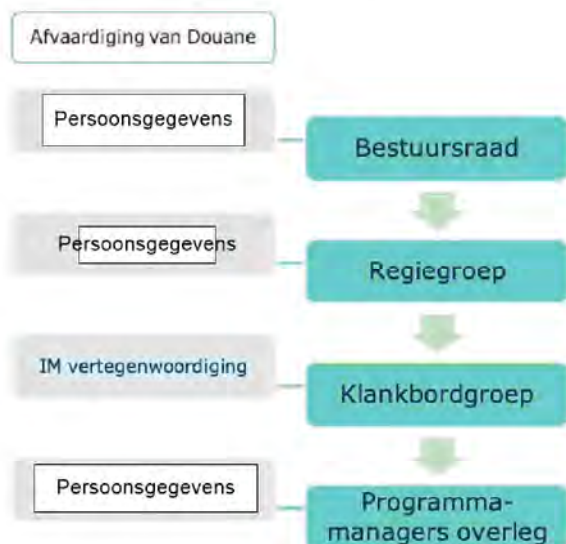 Afvaardiging van Douane
Persoonsgegevens
Bestuursraad
Persoonsgegevens
Regiegroep
IM vertegenwoordiging
Klankbordgroep
Persoonsgegevens
Programma-
managers overleg